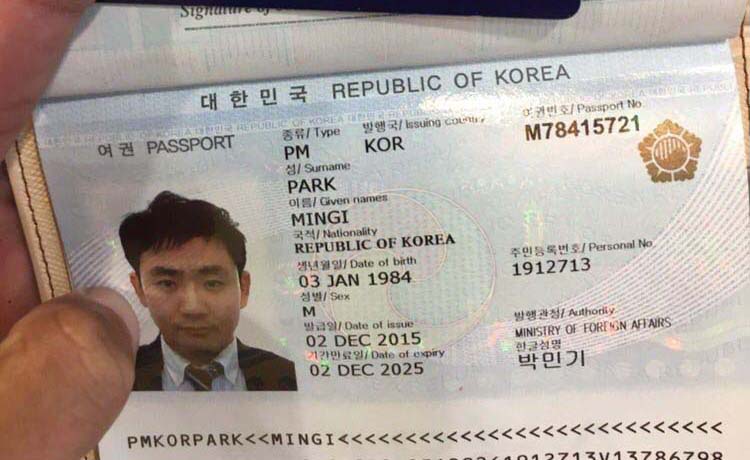 Signature of
대한민국 REPUBLIC OF KOREA
여권 PASSPORT
종류/ Type 발행국/ Issuing country 여권번호/ Passport No.
PM KOR M78415721
성/ Surname
PARK
이름/ Given names
MINGI
국적/ Nationality
REPUBLIC OF KOREA
생년월일/ Date of birth 주민등록번호/ Personal No.
03 JAN 1984 1912713
성별/ Sex
M
발급일/ Date of issue 발행관청/ Authority
02 DEC 2015 MINISTRY OF FOREIGN AFFAIRS
기간만료일/ Date of expiry 한글성명
02 DEC 2025 박민기
PMKORPARK<<MINGI<<<<<<<<<<<<<<<<<<<<<<<<<<<<
1912713V13786798